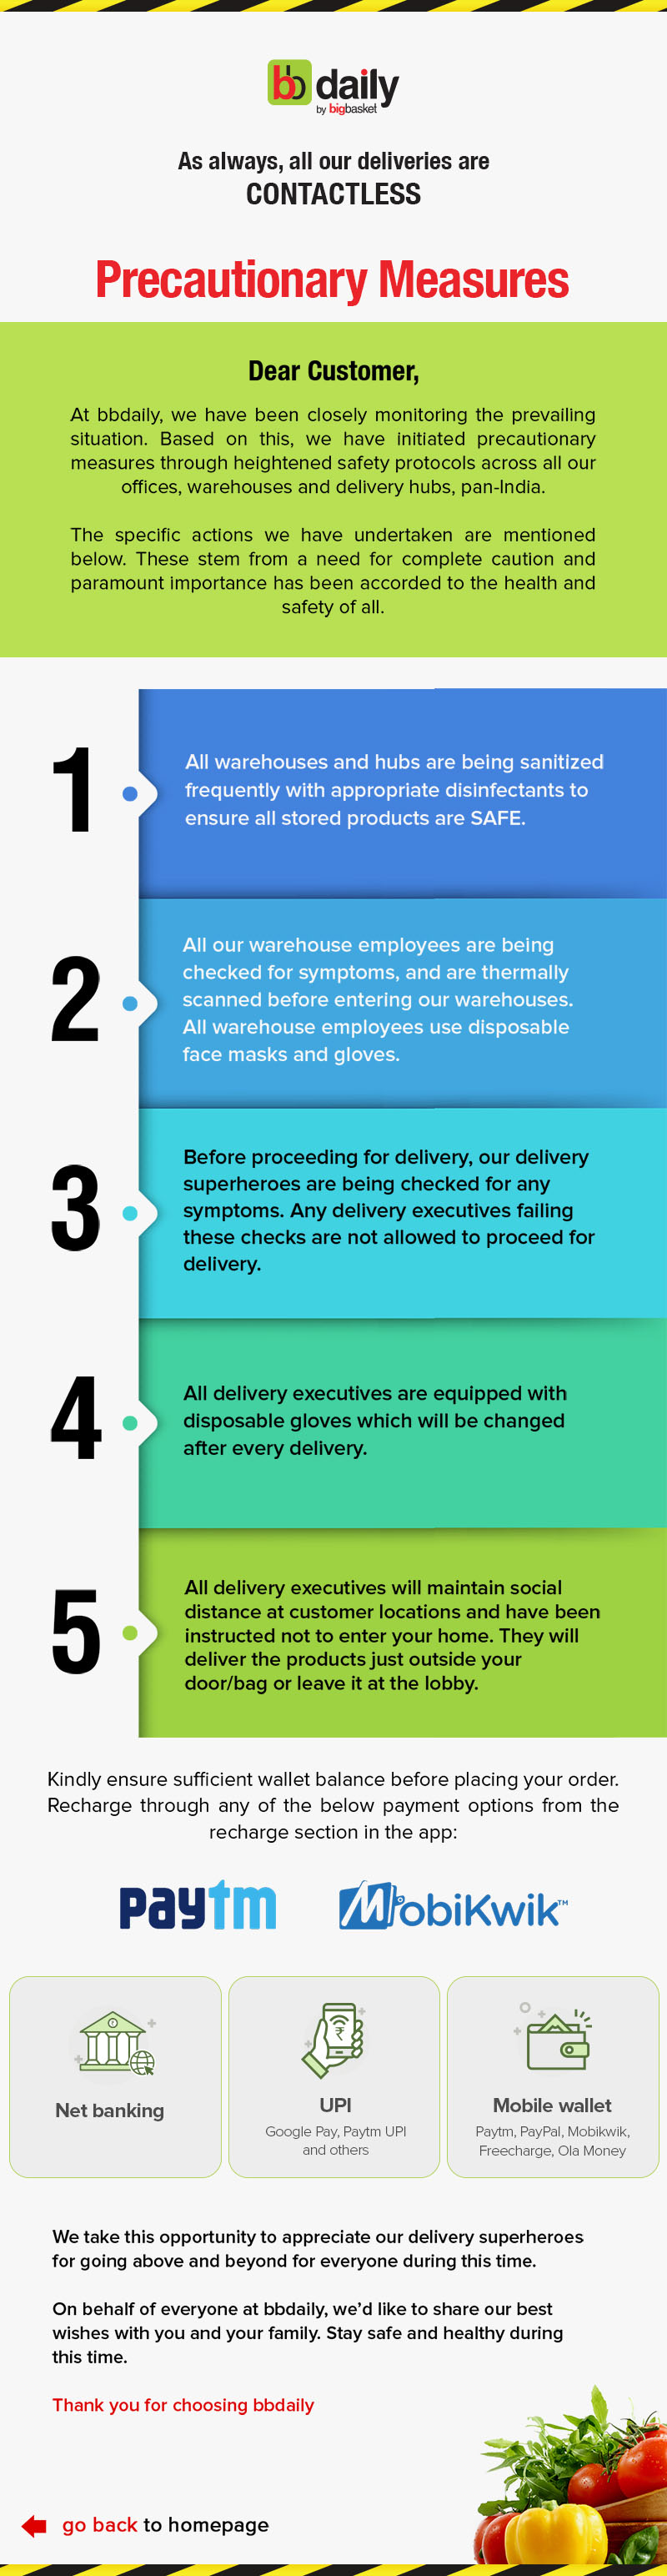 bb daily
by bigbasket
As always, all our deliveries are
CONTACTLESS
Precautionary Measures
Dear Customer,
At bbdaily, we have been closely monitoring the prevailing
situation. Based on this, we have initiated precautionary
measures through heightened safety protocols across all our
offices, warehouses and delivery hubs, pan-India.
The specific actions we have undertaken are mentioned
below. These stem from a need for complete caution and
paramount importance has been accorded to the health and
safety of all.
1
All warehouses and hubs are being sanitized
frequently with appropriate disinfectants to
ensure all stored products are SAFE.
2
All our warehouse employees are being
checked for symptoms, and are thermally
scanned before entering our warehouses.
All warehouse employees use disposable
face masks and gloves.
3
Before proceeding for delivery, our delivery
superheroes are being checked for any
symptoms. Any delivery executives failing
these checks are not allowed to proceed for
delivery.
4
All delivery executives are equipped with
disposable gloves which will be changed
after every delivery.
5
All delivery executives will maintain social
distance at customer locations and have been
instructed not to enter your home. They will
deliver the products just outside your
door/bag or leave it at the lobby.
Kindly ensure sufficient wallet balance before placing your order.
Recharge through any of the below payment options from the
recharge section in the app:
paytm
MobiKwik™
Net banking
UPI
Google Pay, Paytm UPI
and others
Mobile wallet
Paytm, PayPal, Mobikwik,
Freecharge, Ola Money
We take this opportunity to appreciate our delivery superheroes
for going above and beyond for everyone during this time.
On behalf of everyone at bbdaily, we'd like to share our best
wishes with you and your family. Stay safe and healthy during
this time.
Thank you for choosing bbdaily
go back to homepage